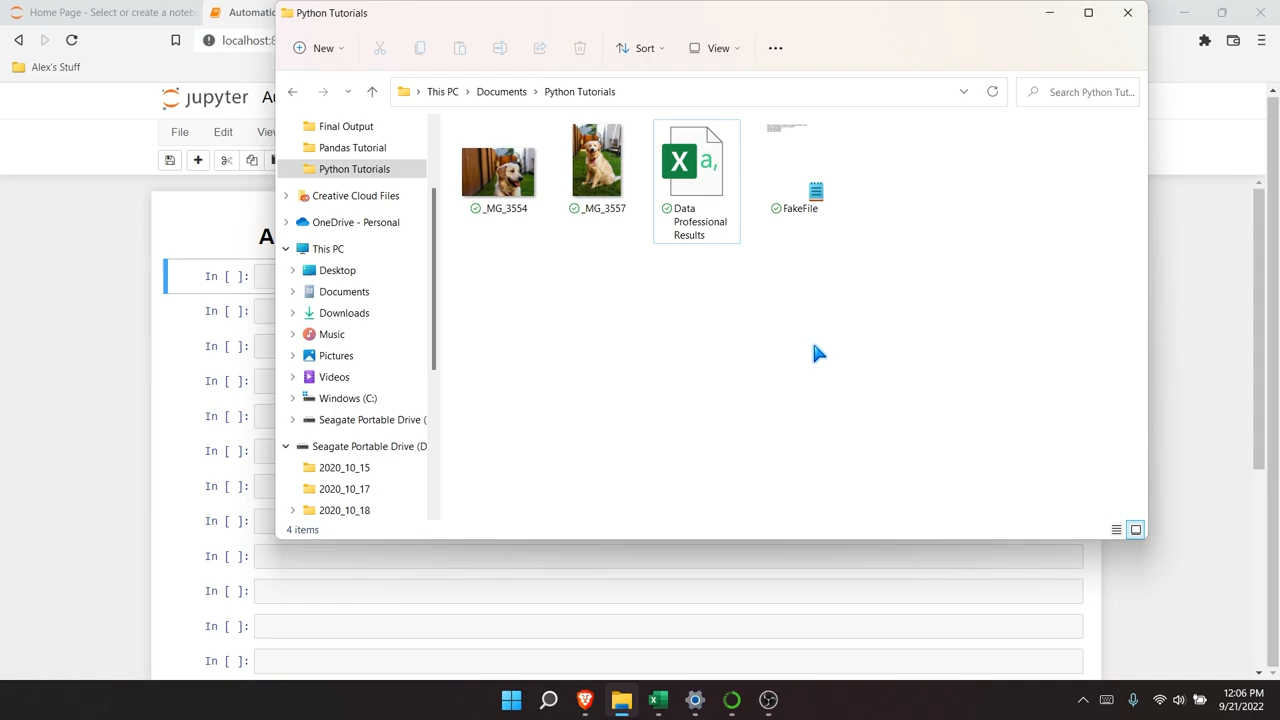 Home Page - Select or create a noteb
Automatic
Python Tutorials
localhost:8
Alex's Stuff
New
Sort
View
This PC
Documents
Python Tutorials
Search Python Tut...
jupyter
Au
File
Edit
Vie
Final Output
Pandas Tutorial
Python Tutorials
Creative Cloud Files
OneDrive - Personal
This PC
Desktop
Documents
Downloads
Music
Pictures
Videos
Windows (C:)
Seagate Portable Drive (
Seagate Portable Drive (D
2020_10_15
2020_10_17
2020_10_18
4 items
_MG_3554
_MG_3557
X a,
Data
Professional
Results
FakeFile
A
In [ ]:
In [ ]:
In [ ]:
In [ ]:
In [ ]:
In [ ]:
In [ ]:
In [ ]:
In [ ]:
In [ ]:
In [ ]:
In [ ]:
12:06 PM
9/21/2022